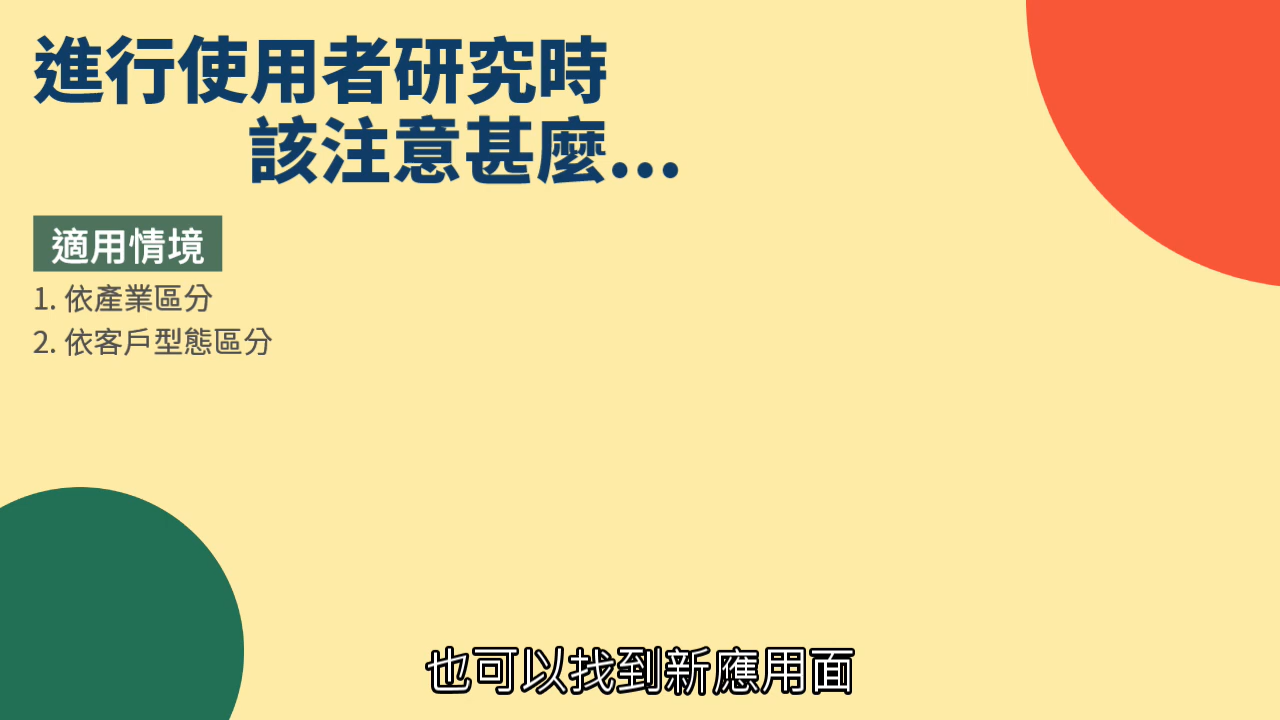 進行使用者研究時
該注意甚麼...
適用情境
1. 依產業區分
2. 依客戶型態區分
也可以找到新應用面